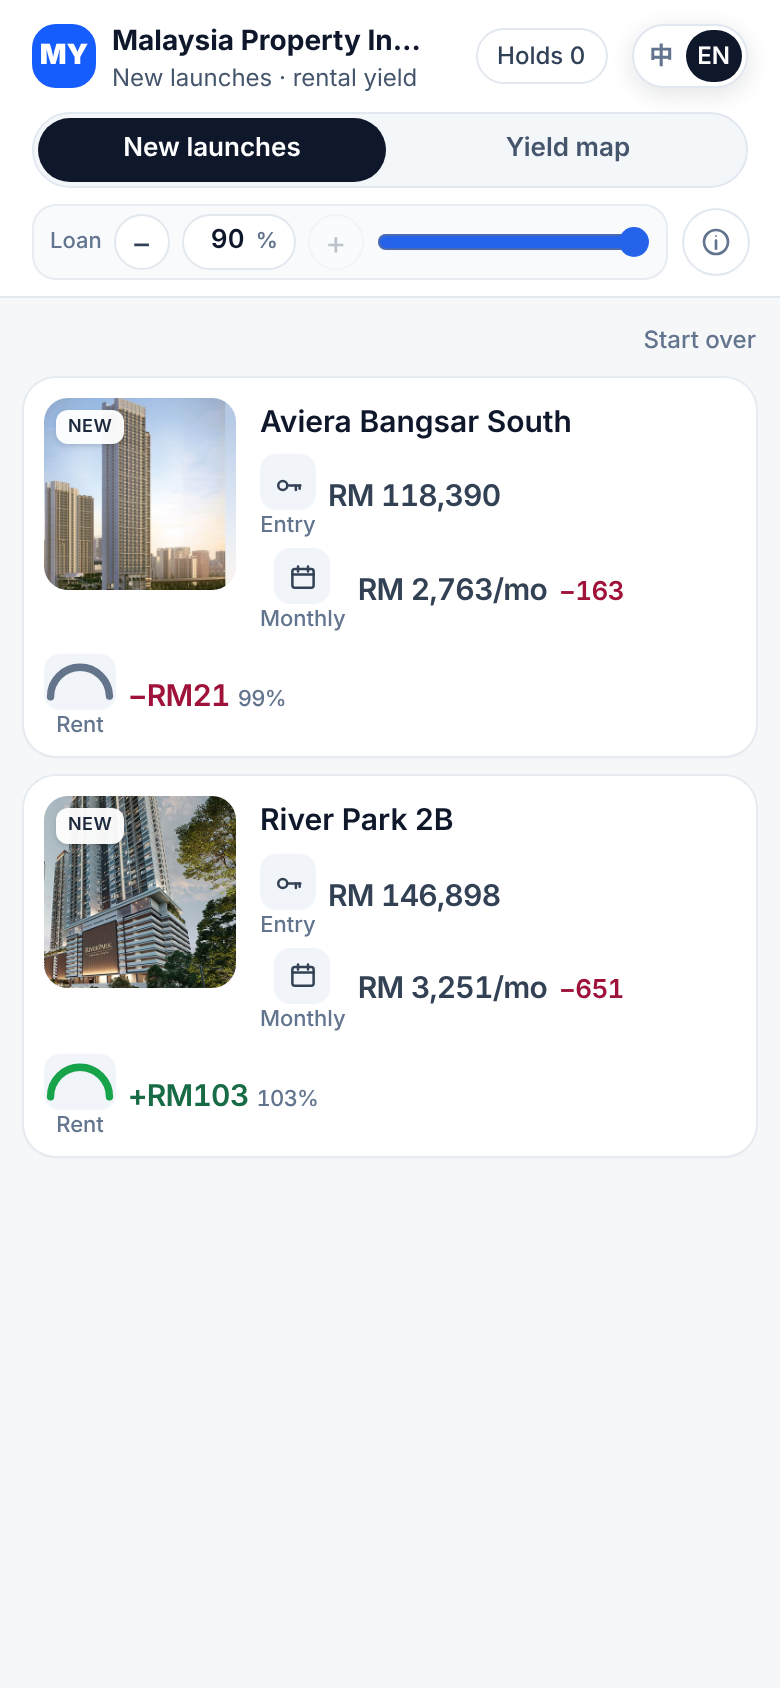 MY
Malaysia Property In...
New launches · rental yield
Holds 0
中
EN
New launches
Yield map
Loan
−
90 %
+
Start over
NEW
Aviera Bangsar South
RM 118,390
Entry
RM 2,763/mo −163
Monthly
−RM21 99%
Rent
NEW
RIVERPARK
River Park 2B
RM 146,898
Entry
RM 3,251/mo −651
Monthly
+RM103 103%
Rent